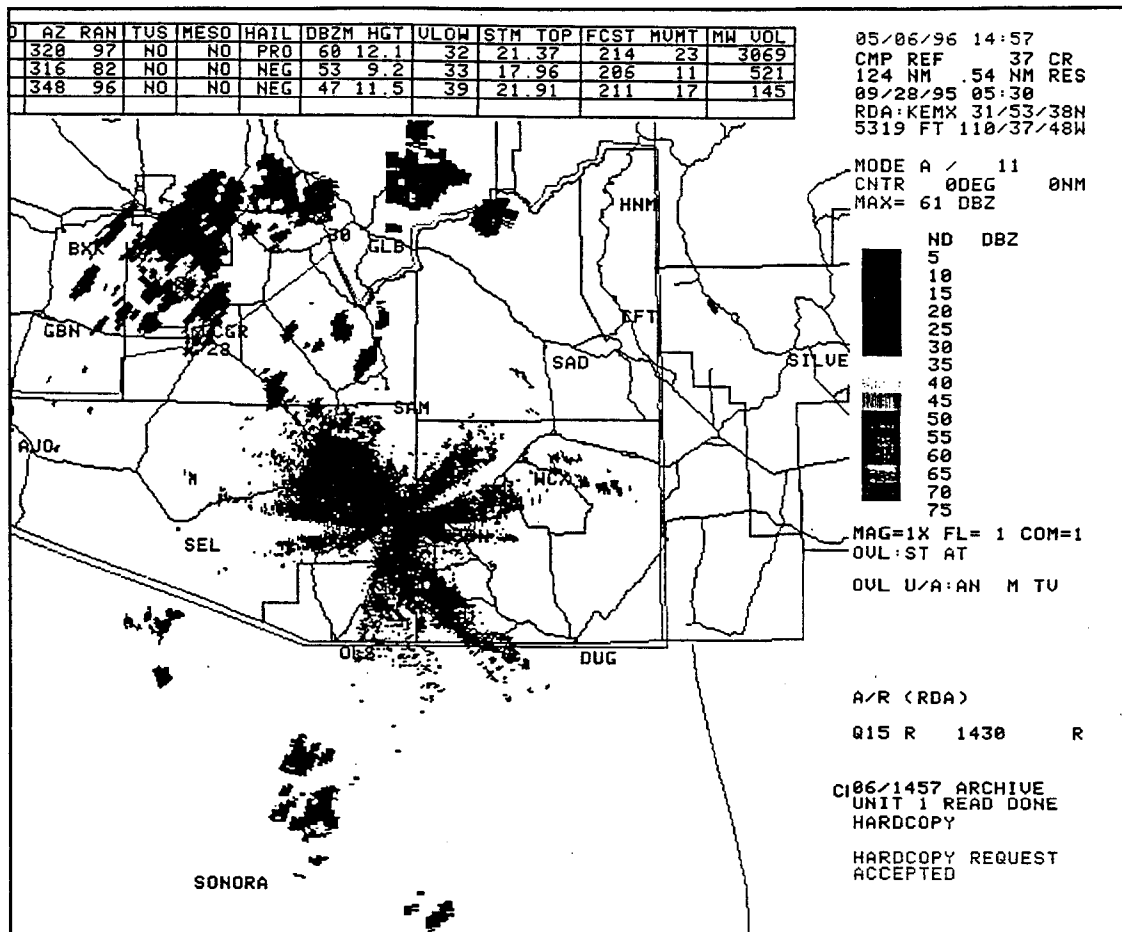 D AZ RAN TVS MESO HAIL DBZM HGT VLOW STM TOP FCST MVMT MW VOL
320 97 NO NO PRO 60 12.1 32 21.37 214 23 3069
316 82 NO NO NEG 53 9.2 33 17.96 206 11 521
348 96 NO NO NEG 47 11.5 39 21.91 211 17 145
05/06/96 14:57
CMP REF 37 CR
124 NM .54 NM RES
09/28/95 05:30
RDA:KEMX 31/53/38N
5319 FT 110/37/48W
MODE A / 11
CNTR 0DEG 0NM
MAX= 61 DBZ
ND DBZ
5
10
15
20
25
30
35
40
45
50
55
60
65
70
75
MAG=1X FL= 1 COM=1
OVL:ST AT
OVL U/A:AN M TV
A/R (RDA)
Q15 R 1430 R
06/1457 ARCHIVE
UNIT 1 READ DONE
HARDCOPY
HARDCOPY REQUEST
ACCEPTED
HNM
BXK
30
GLB
GBN
CGR
28
SAD
SILVE
SAM
AJO
SEL
DUG
SONORA